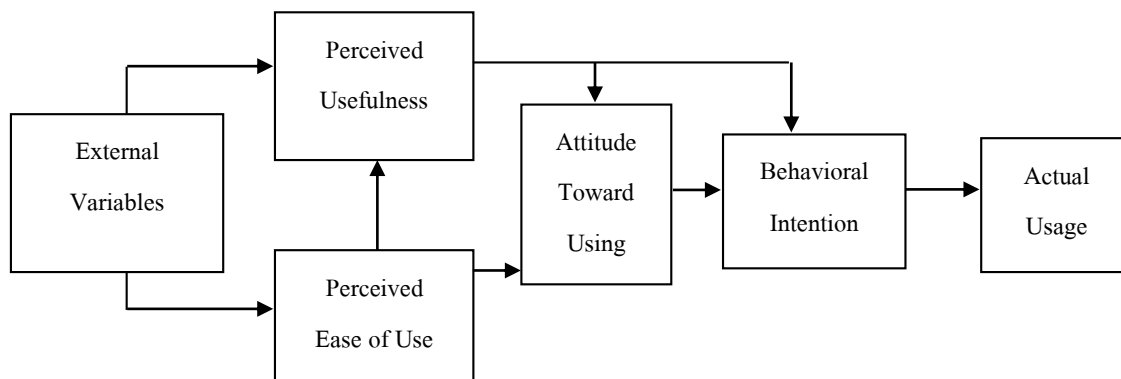 Perceived
Usefulness
External
Variables
Perceived
Ease of Use
Attitude
Toward
Using
Behavioral
Intention
Actual
Usage